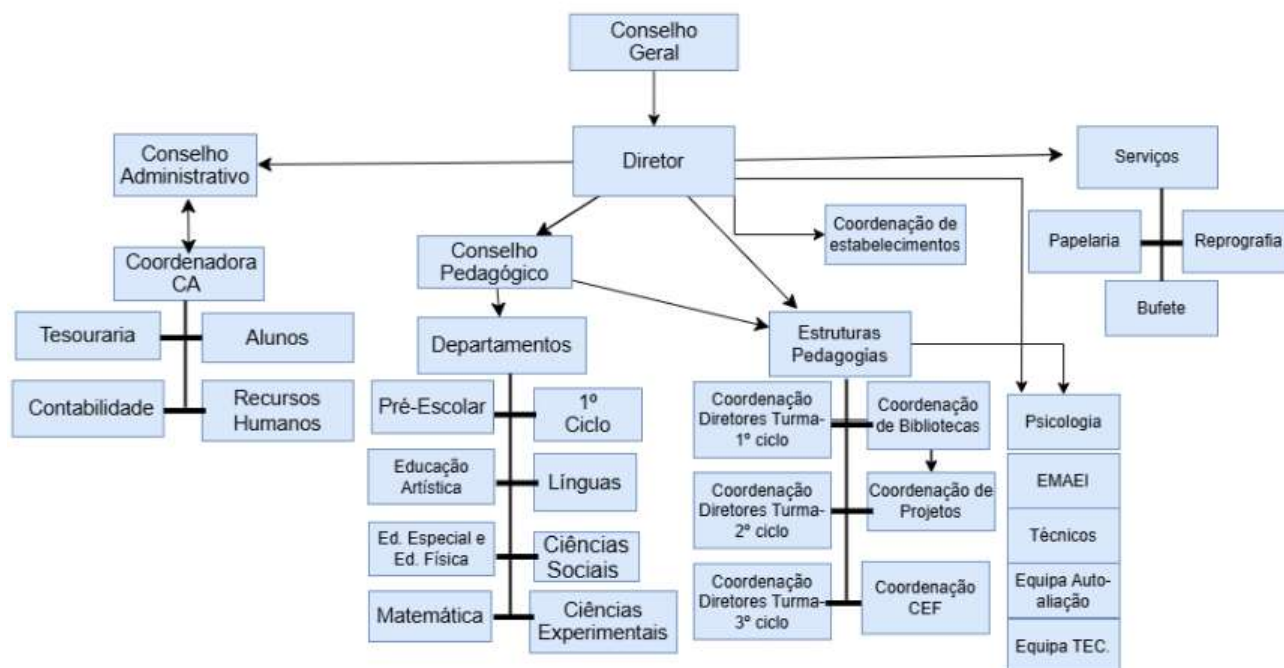 Conselho
Geral
Conselho
Administrativo
Diretor
Serviços
Coordenação de
estabelecimentos
Papelaria
Reprografia
Bufete
Coordenadora
CA
Conselho
Pedagógico
Tesouraria
Alunos
Contabilidade
Recursos
Humanos
Departamentos
Estruturas
Pedagogias
Pré-Escolar
1º
Ciclo
Educação
Artística
Línguas
Ed. Especial e
Ed. Física
Ciências
Sociais
Matemática
Ciências
Experimentais
Coordenação
Diretores Turma-
1º ciclo
Coordenação
de Bibliotecas
Coordenação
Diretores Turma-
2º ciclo
Coordenação de
Projetos
Coordenação
Diretores Turma-
3º ciclo
Coordenação
CEF
Psicologia
EMAEI
Técnicos
Equipa Auto-
aliação
Equipa TEC.